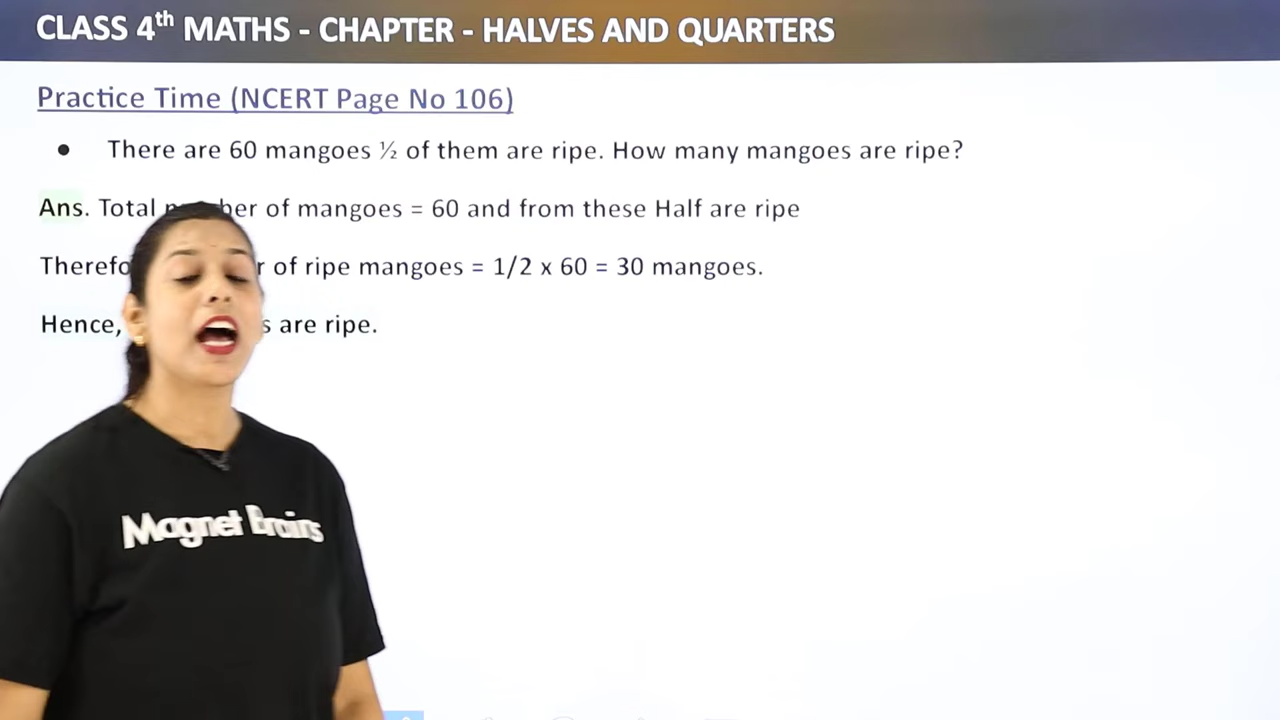 CLASS 4th MATHS - CHAPTER - HALVES AND QUARTERS
Practice Time (NCERT Page No 106)
• There are 60 mangoes ½ of them are ripe. How many mangoes are ripe?
Ans. Total of mangoes = 60 and from these Half are ripe
of ripe mangoes = 1/2 x 60 = 30 mangoes.
Hence, are ripe.
Magnet Brains